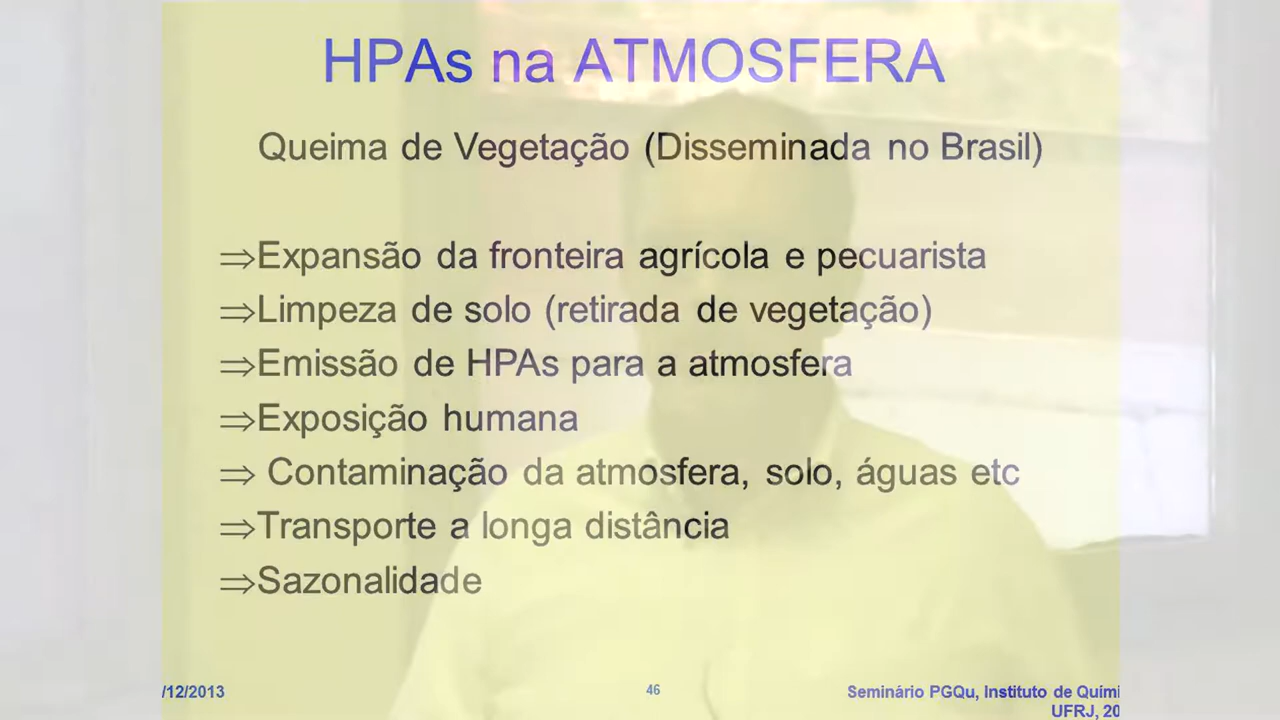 HPAs na ATMOSFERA
Queima de Vegetação (Disseminada no Brasil)
⇒Expansão da fronteira agrícola e pecuarista
⇒Limpeza de solo (retirada de vegetação)
⇒Emissão de HPAs para a atmosfera
⇒Exposição humana
⇒ Contaminação da atmosfera, solo, águas etc
⇒Transporte a longa distância
⇒Sazonalidade
/12/2013
46
Seminário PGQu, Instituto de Quími
UFRJ, 20